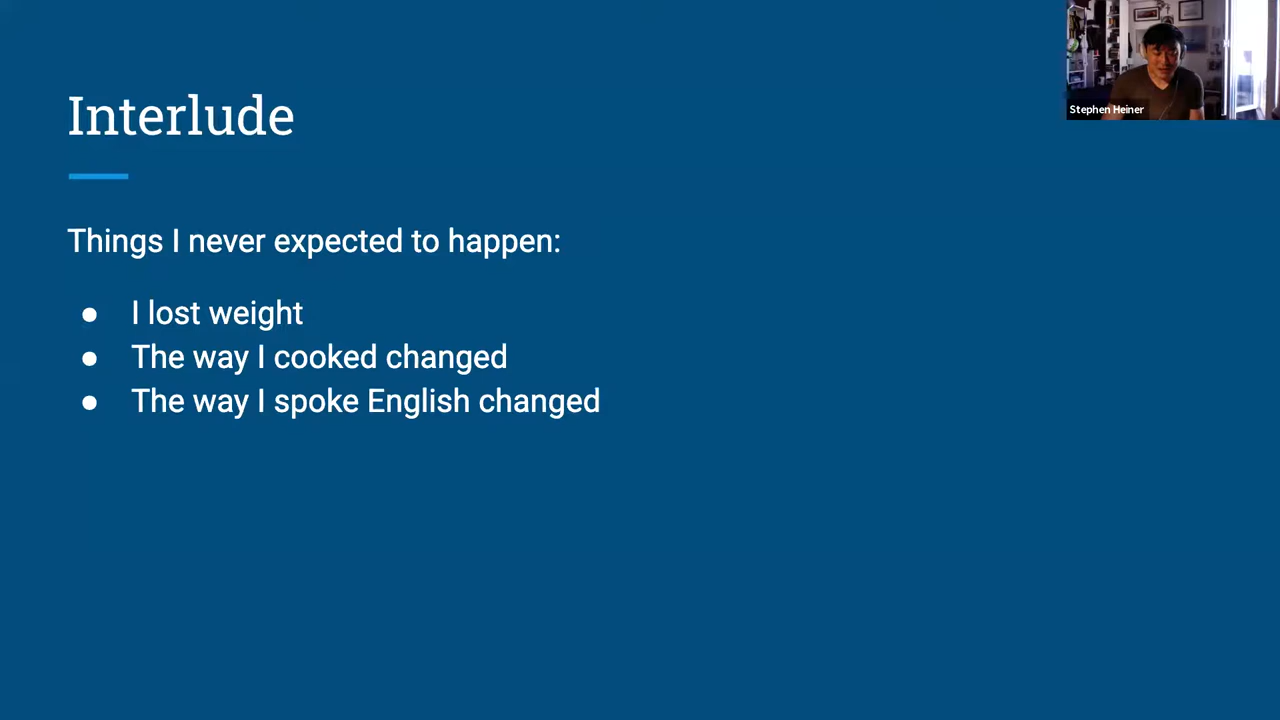 Interlude
Things I never expected to happen:
● I lost weight
● The way I cooked changed
● The way I spoke English changed
Stephen Heiner